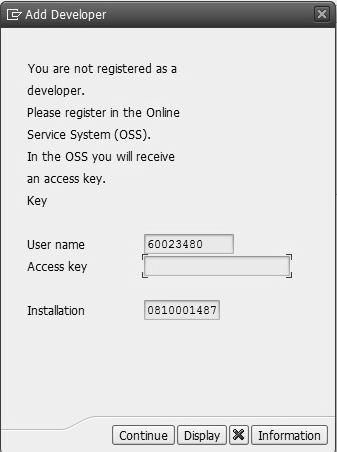 Add Developer
You are not registered as a
developer.
Please register in the Online
Service System (OSS).
In the OSS you will receive
an access key.
Key
User name 60023480
Access key
Installation 0810001487
Continue Display Information